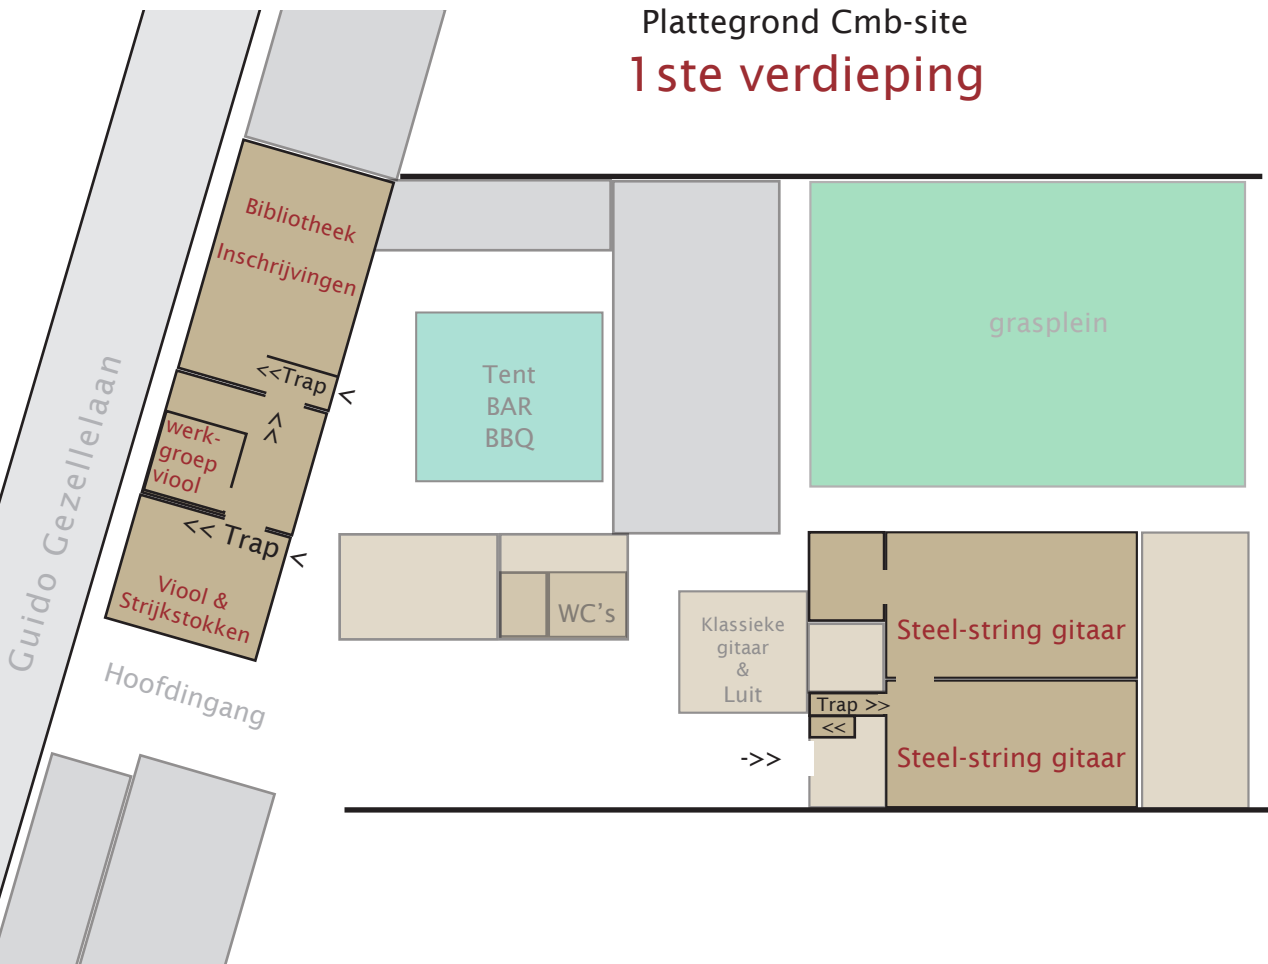 Plattegrond Cmb-site
1ste verdieping
Bibliotheek
Inschrijvingen
<<Trap
<
<<
werk-
groep
viool
<< Trap
<
Viool &
Strijkstokken
Guido Gezellelaan
Hoofdingang
Tent
BAR
BBQ
grasplein
WC's
Klassieke
gitaar
&
Luit
Steel-string gitaar
Trap >>
<<
->>
Steel-string gitaar